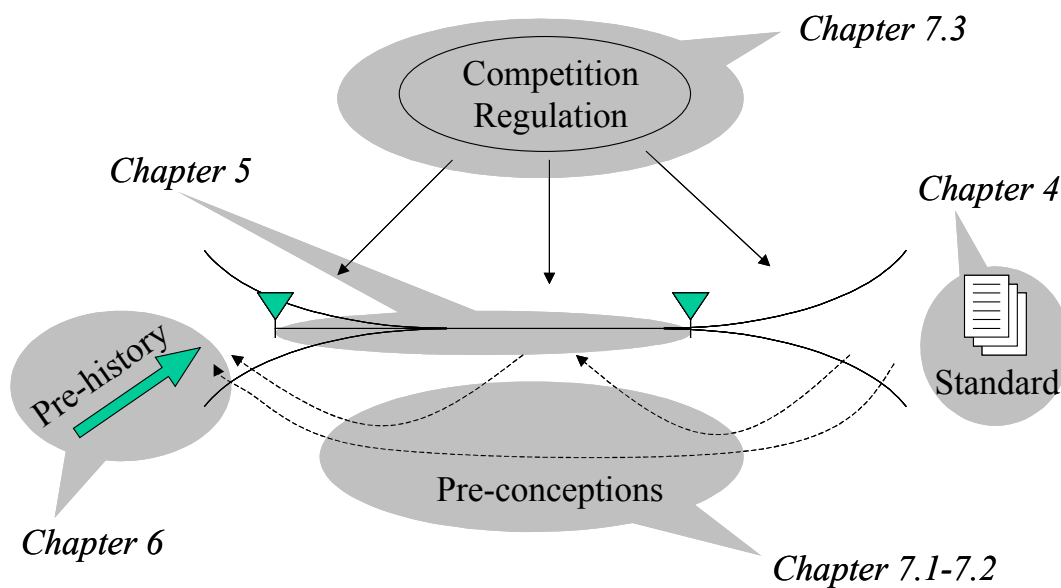 Chapter 7.3
Competition
Regulation
Chapter 5
Chapter 4
Pre-history
Standard
Pre-conceptions
Chapter 6
Chapter 7.1-7.2